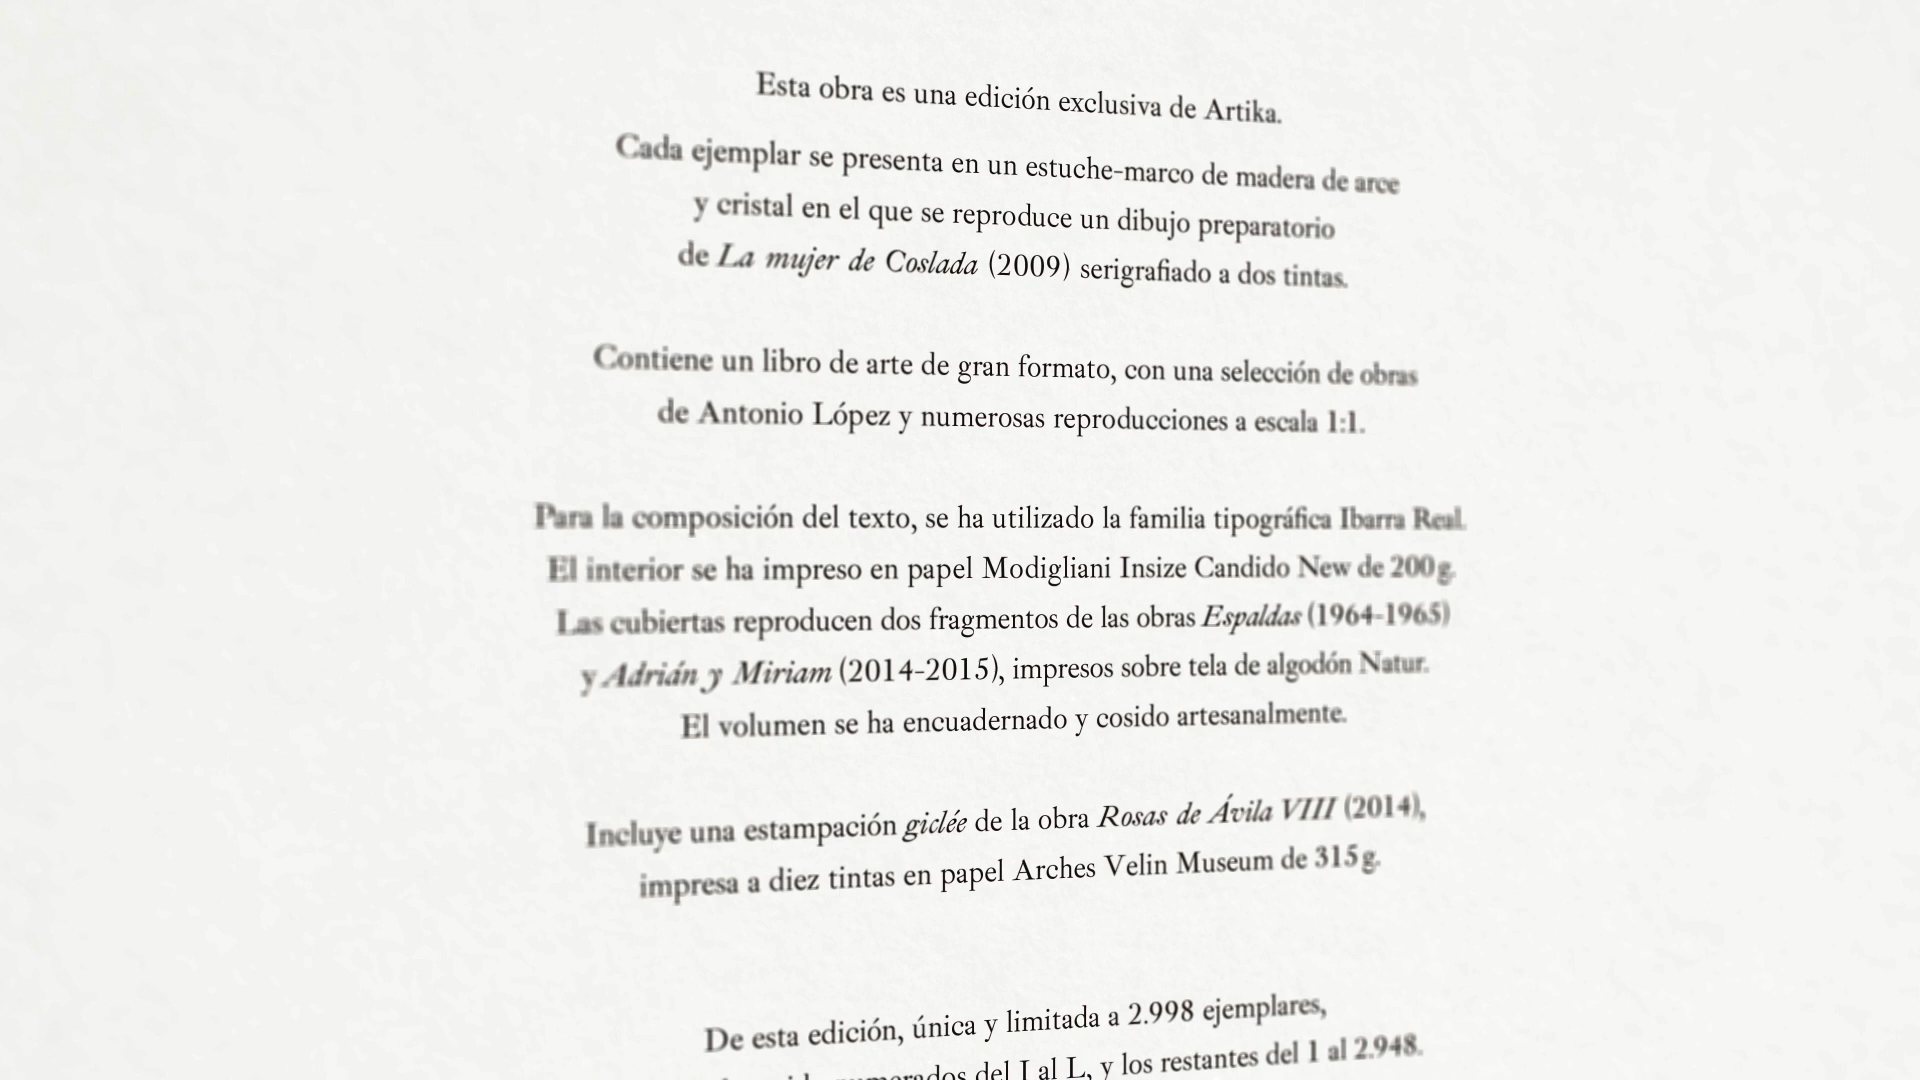 Esta obra es una edición exclusiva de Artika.
Cada ejemplar se presenta en un estuche-marco de madera de arce
y cristal en el que se reproduce un dibujo preparatorio
de La mujer de Coslada (2009) serigrafiado a dos tintas.
Contiene un libro de arte de gran formato, con una selección de obras
de Antonio López y numerosas reproducciones a escala 1:1.
Para la composición del texto, se ha utilizado la familia tipográfica Ibarra Real.
El interior se ha impreso en papel Modigliani Insize Candido New de 200 g.
Las cubiertas reproducen dos fragmentos de las obras Espaldas (1964-1965)
y Adrián y Miriam (2014-2015), impresos sobre tela de algodón Natur.
El volumen se ha encuadernado y cosido artesanalmente.
Incluye una estampación giclée de la obra Rosas de Ávila VIII (2014),
impresa a diez tintas en papel Arches Velin Museum de 315 g.
De esta edición, única y limitada a 2.998 ejemplares,
numerados del I al L, y los restantes del 1 al 2.948.